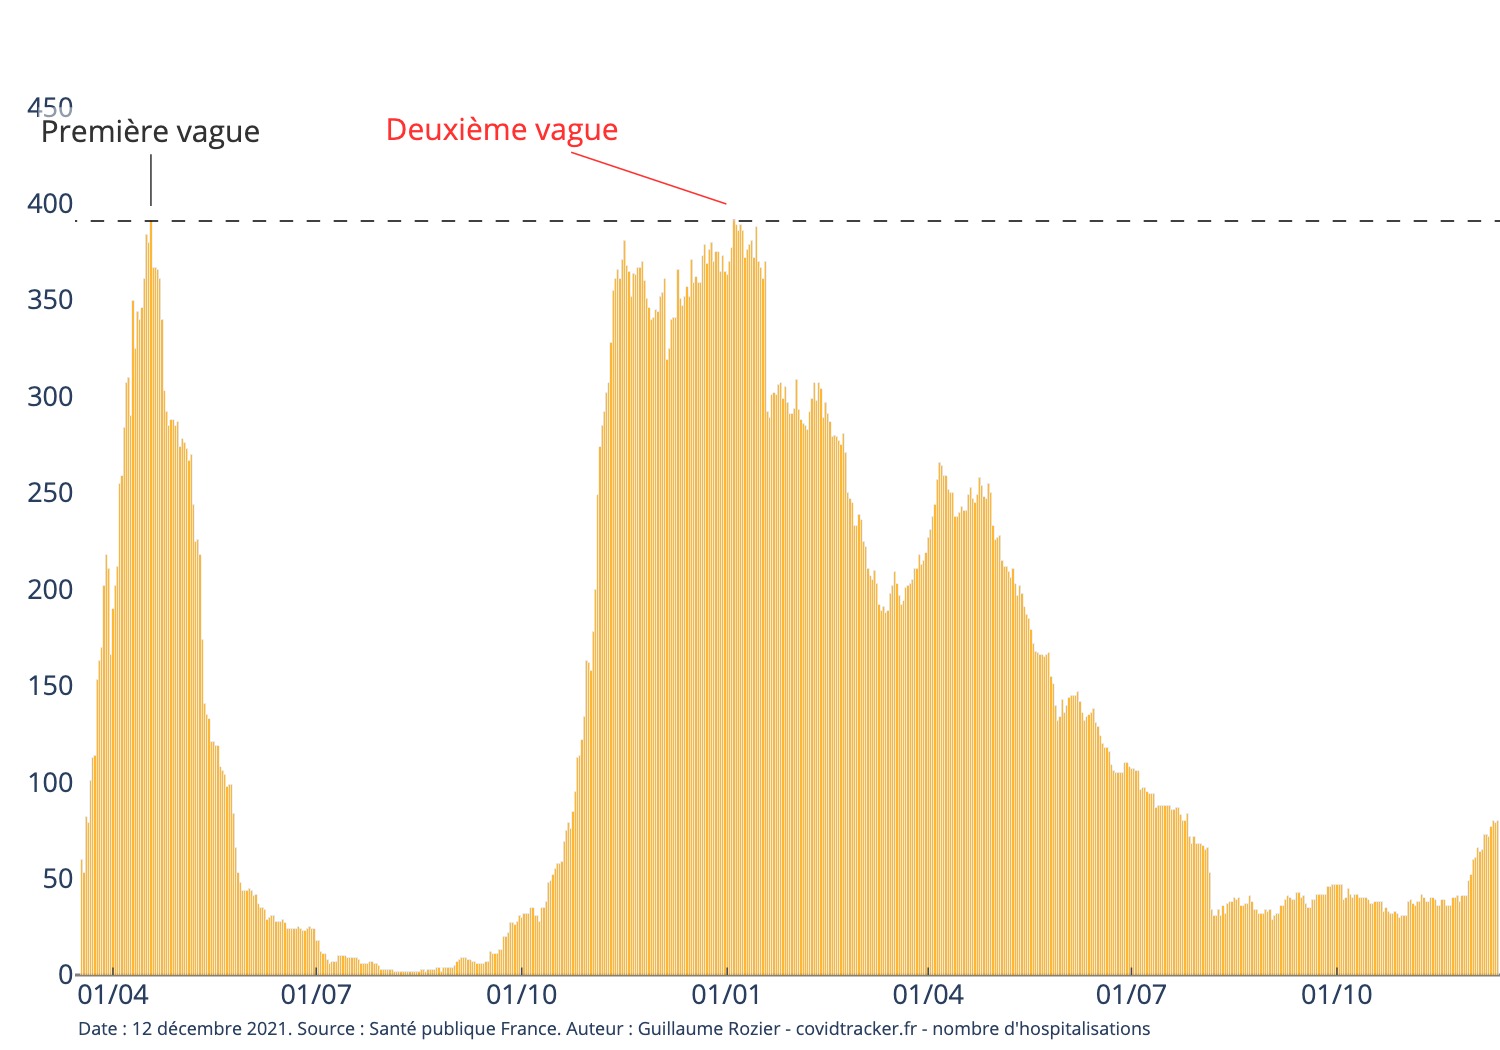 450
Première vague
Deuxième vague
400
350
300
250
200
150
100
50
0
01/04 01/07 01/10 01/01 01/04 01/07 01/10
Date : 12 décembre 2021. Source : Santé publique France. Auteur : Guillaume Rozier - covidtracker.fr - nombre d'hospitalisations